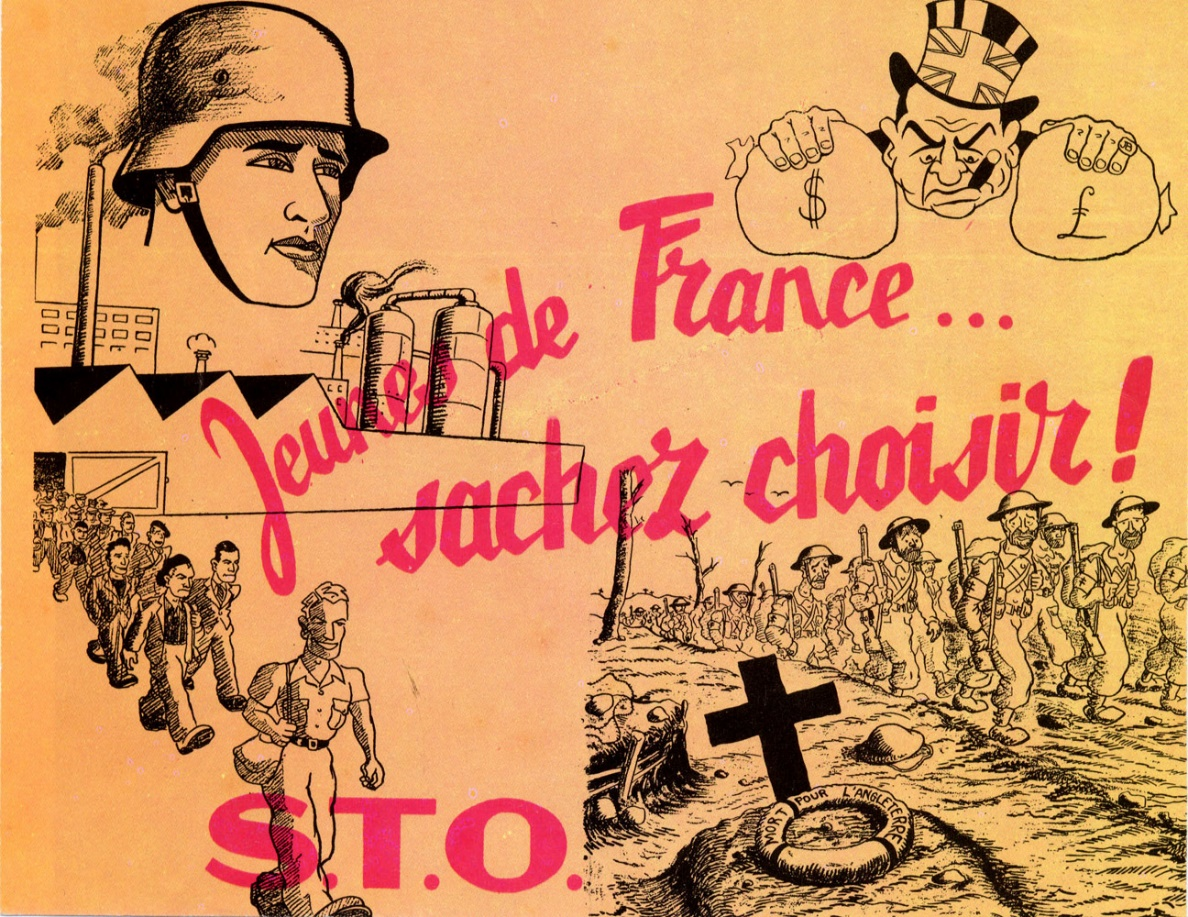 $
£
Jeunes de France...
sachez choisir!
MORT POUR L'ANGLETERRE
S.T.O.